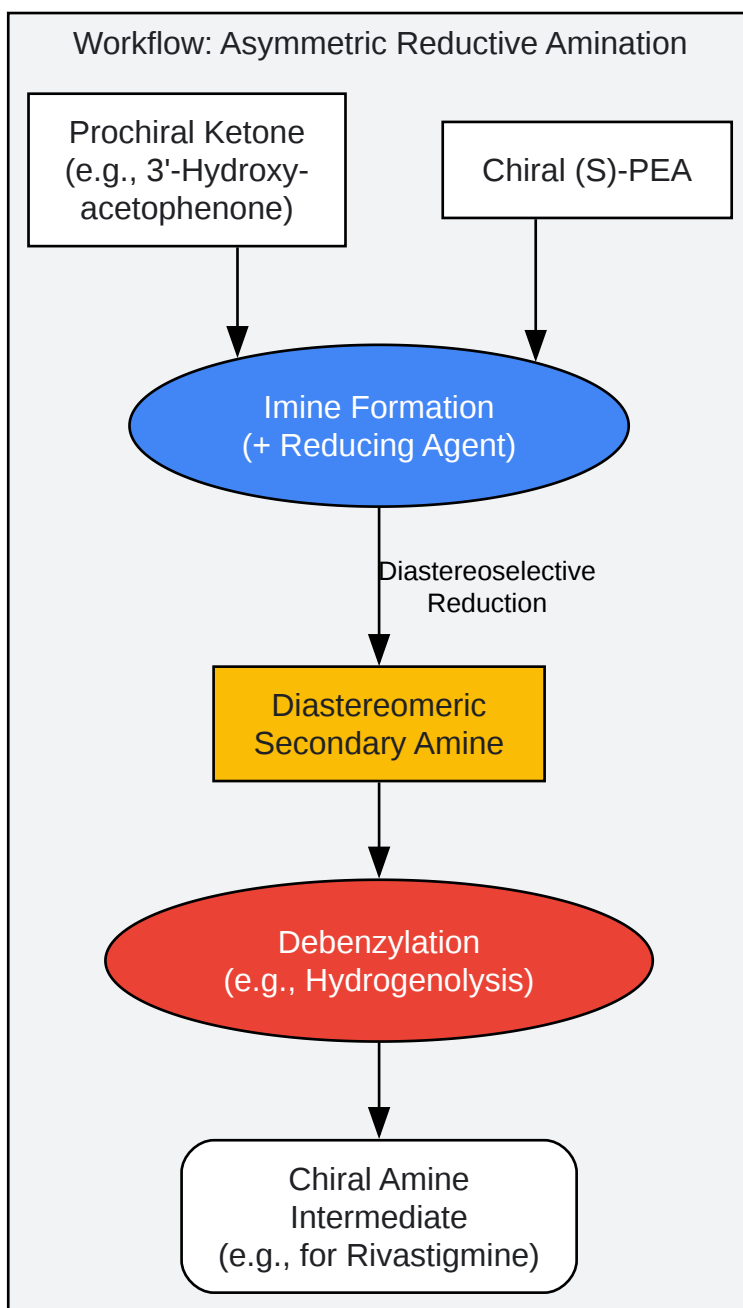 Workflow: Asymmetric Reductive Amination
Prochiral Ketone
(e.g., 3'-Hydroxy-
acetophenone)
Chiral (S)-PEA
Imine Formation
(+ Reducing Agent)
Diastereoselective
Reduction
Diastereomeric
Secondary Amine
Debenzylation
(e.g., Hydrogenolysis)
Chiral Amine
Intermediate
(e.g., for Rivastigmine)